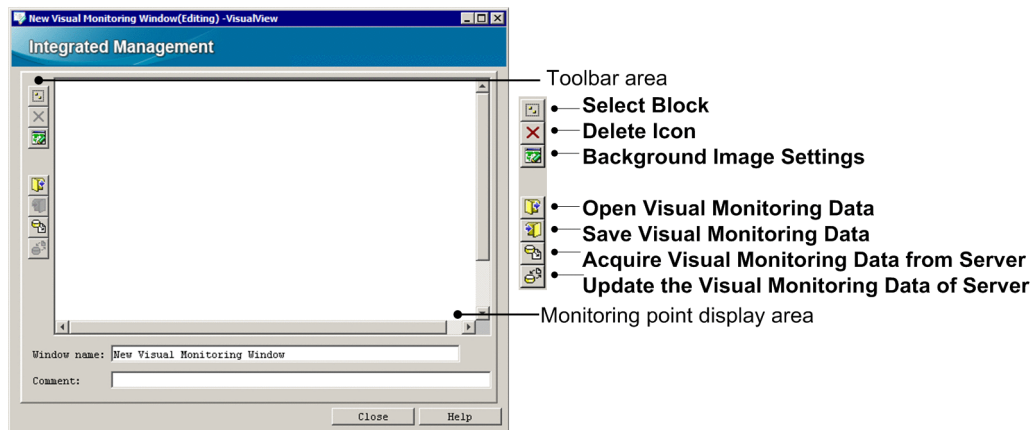 New Visual Monitoring Window(Editing) -VisualView
Integrated Management
Toolbar area
Select Block
Delete Icon
Background Image Settings
Open Visual Monitoring Data
Save Visual Monitoring Data
Acquire Visual Monitoring Data from Server
Update the Visual Monitoring Data of Server
Monitoring point display area
Window name: New Visual Monitoring Window
Comment:
Close Help